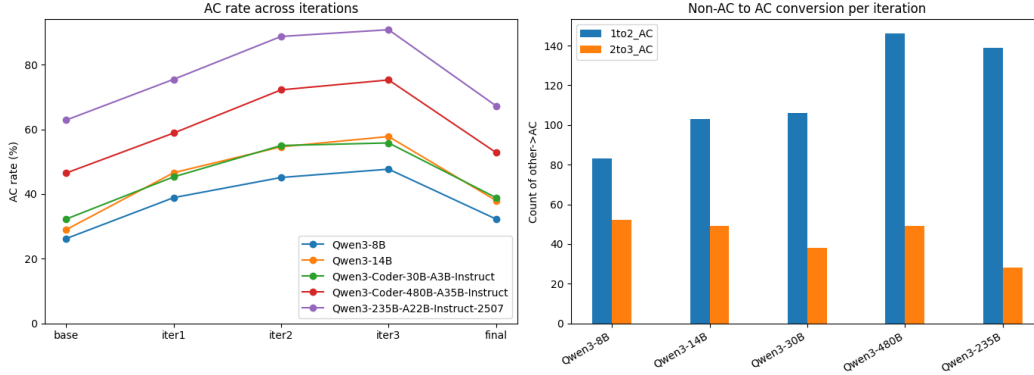 AC rate across iterations
AC rate (%)
80
60
40
20
0
base iter1 iter2 iter3 final
Qwen3-8B
Qwen3-14B
Qwen3-Coder-30B-A3B-Instruct
Qwen3-Coder-480B-A35B-Instruct
Qwen3-235B-A22B-Instruct-2507
Non-AC to AC conversion per iteration
Count of other->AC
140
120
100
80
60
40
20
0
1to2_AC
2to3_AC
Qwen3-8B Qwen3-14B Qwen3-30B Qwen3-480B Qwen3-235B